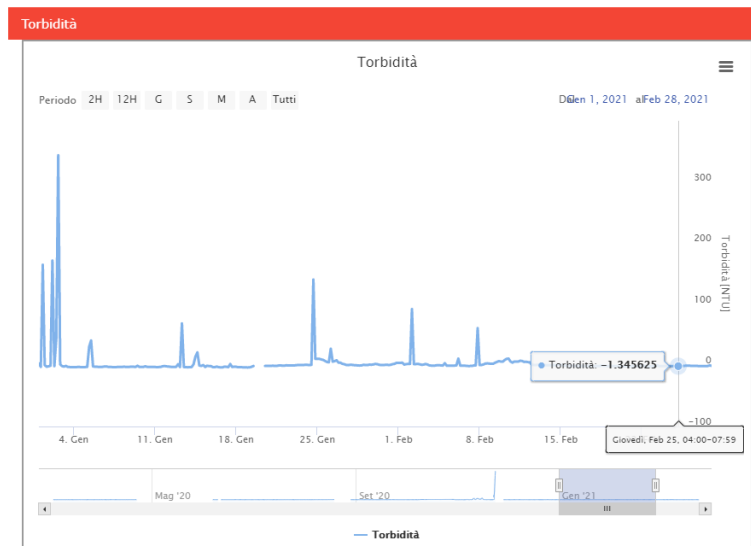 Torbidità
Torbidità
Periodo 2H 12H G S M A Tutti
Dal Gen 1, 2021 al Feb 28, 2021
300
200
100
0
-100
Torbidità [NTU]
Torbidità: -1.345625
4. Gen 11. Gen 18. Gen 25. Gen 1. Feb 8. Feb 15. Feb
Giovedì, Feb 25, 04:00-07:59
Mag '20 Set '20 Gen '21
Torbidità